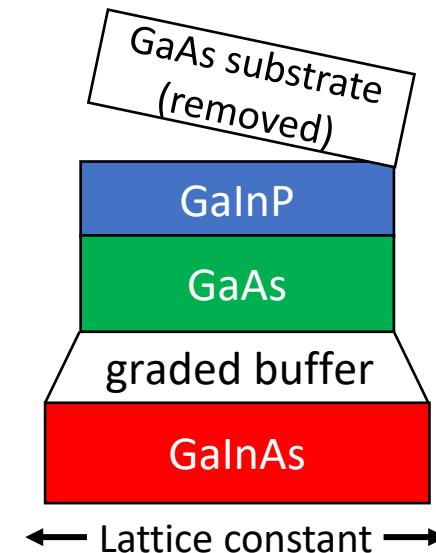 GaAs substrate
(removed)
GaInP
GaAs
graded buffer
GaInAs
Lattice constant